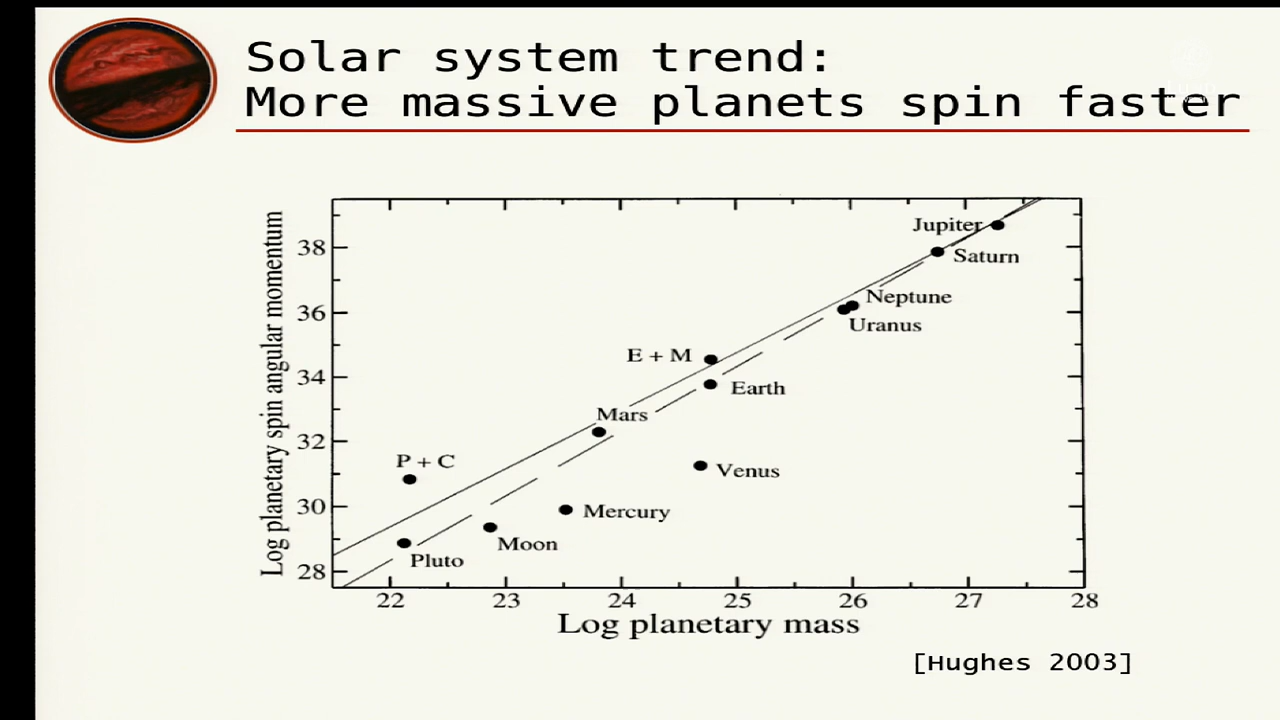 Solar system trend:
More massive planets spin faster
Log planetary spin angular momentum
38
36
34
32
30
28
Jupiter
Saturn
Neptune
Uranus
E + M
Earth
Mars
P + C
Venus
Mercury
Moon
Pluto
22 23 24 25 26 27 28
Log planetary mass
[Hughes 2003]